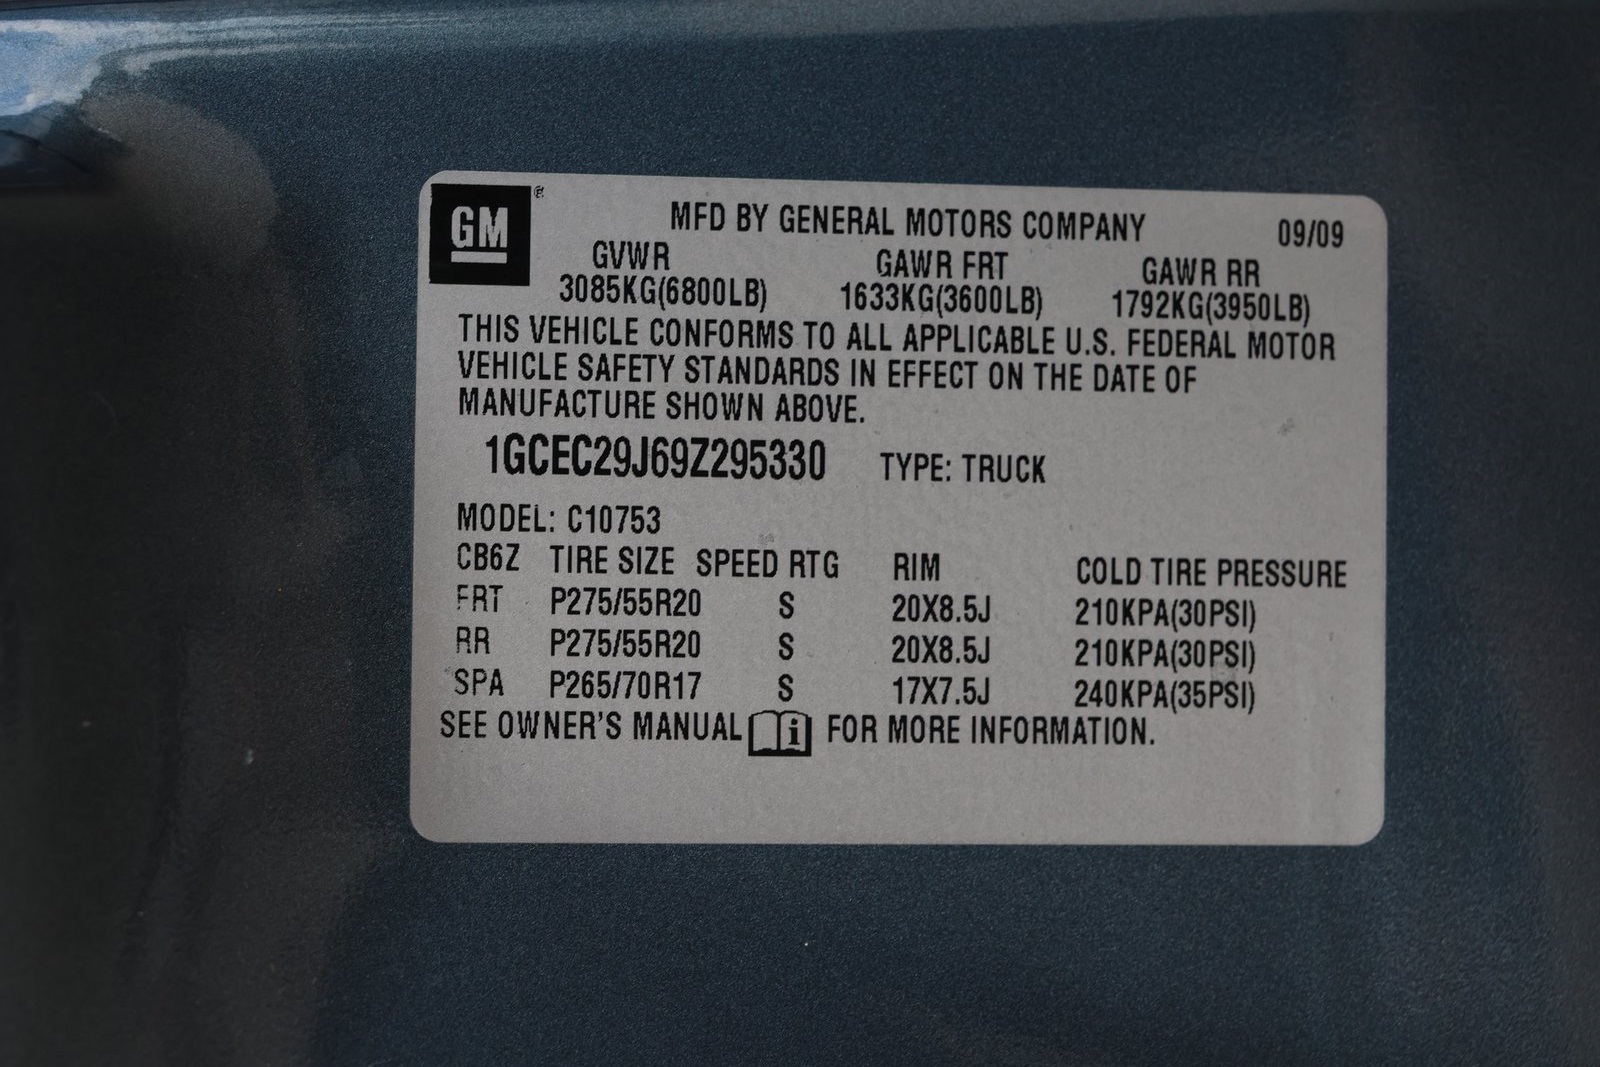 GM ®
MFD BY GENERAL MOTORS COMPANY 09/09
GVWR GAWR FRT GAWR RR
3085KG(6800LB) 1633KG(3600LB) 1792KG(3950LB)
THIS VEHICLE CONFORMS TO ALL APPLICABLE U.S. FEDERAL MOTOR
VEHICLE SAFETY STANDARDS IN EFFECT ON THE DATE OF
MANUFACTURE SHOWN ABOVE.
1GCEC29J69Z295330 TYPE: TRUCK
MODEL: C10753
CB6Z TIRE SIZE SPEED RTG RIM COLD TIRE PRESSURE
FRT P275/55R20 S 20X8.5J 210KPA(30PSI)
RR P275/55R20 S 20X8.5J 210KPA(30PSI)
SPA P265/70R17 S 17X7.5J 240KPA(35PSI)
SEE OWNER'S MANUAL i FOR MORE INFORMATION.